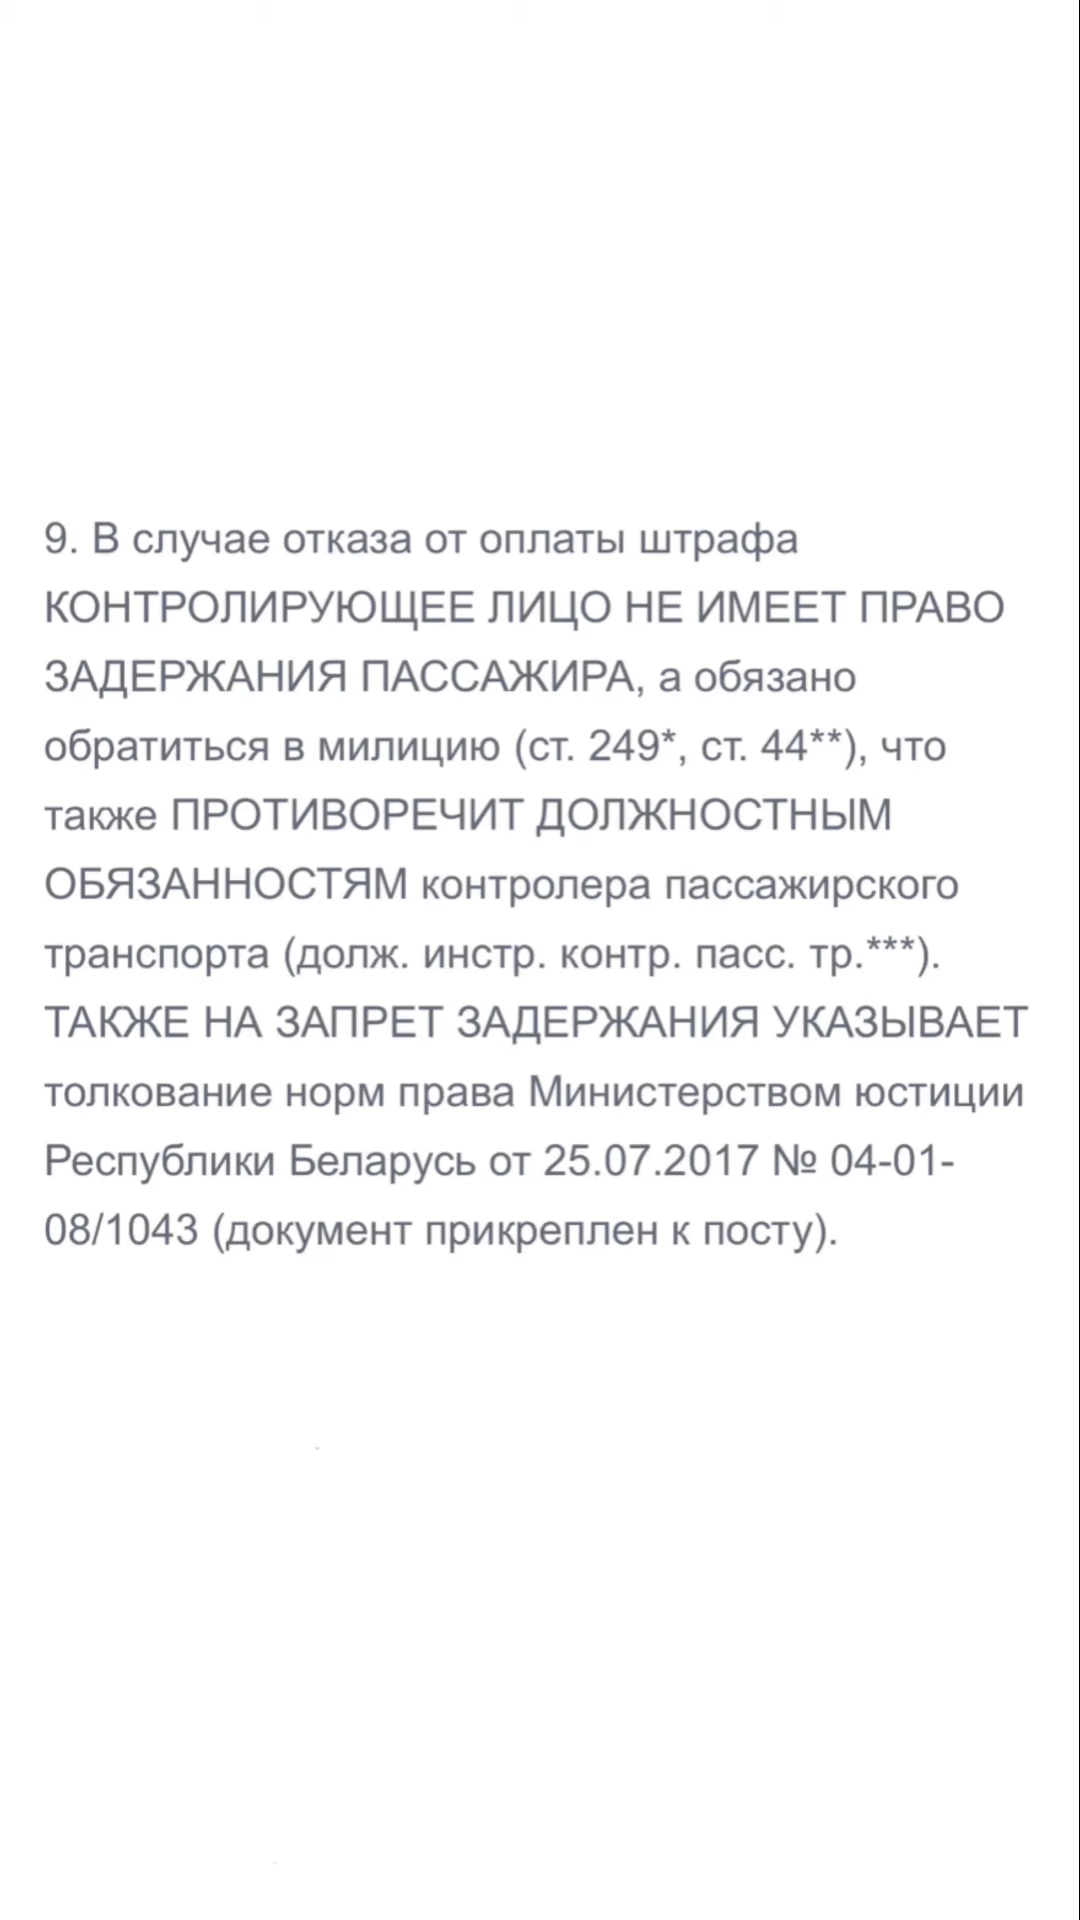 9. В случае отказа от оплаты штрафа
КОНТРОЛИРУЮЩЕЕ ЛИЦО НЕ ИМЕЕТ ПРАВО
ЗАДЕРЖАНИЯ ПАССАЖИРА, а обязано
обратиться в милицию (ст. 249*, ст. 44**), что
также ПРОТИВОРЕЧИТ ДОЛЖНОСТНЫМ
ОБЯЗАННОСТЯМ контролера пассажирского
транспорта (долж. инстр. контр. пасс. тр.***).
ТАКЖЕ НА ЗАПРЕТ ЗАДЕРЖАНИЯ УКАЗЫВАЕТ
толкование норм права Министерством юстиции
Республики Беларусь от 25.07.2017 № 04-01-
08/1043 (документ прикреплен к посту).